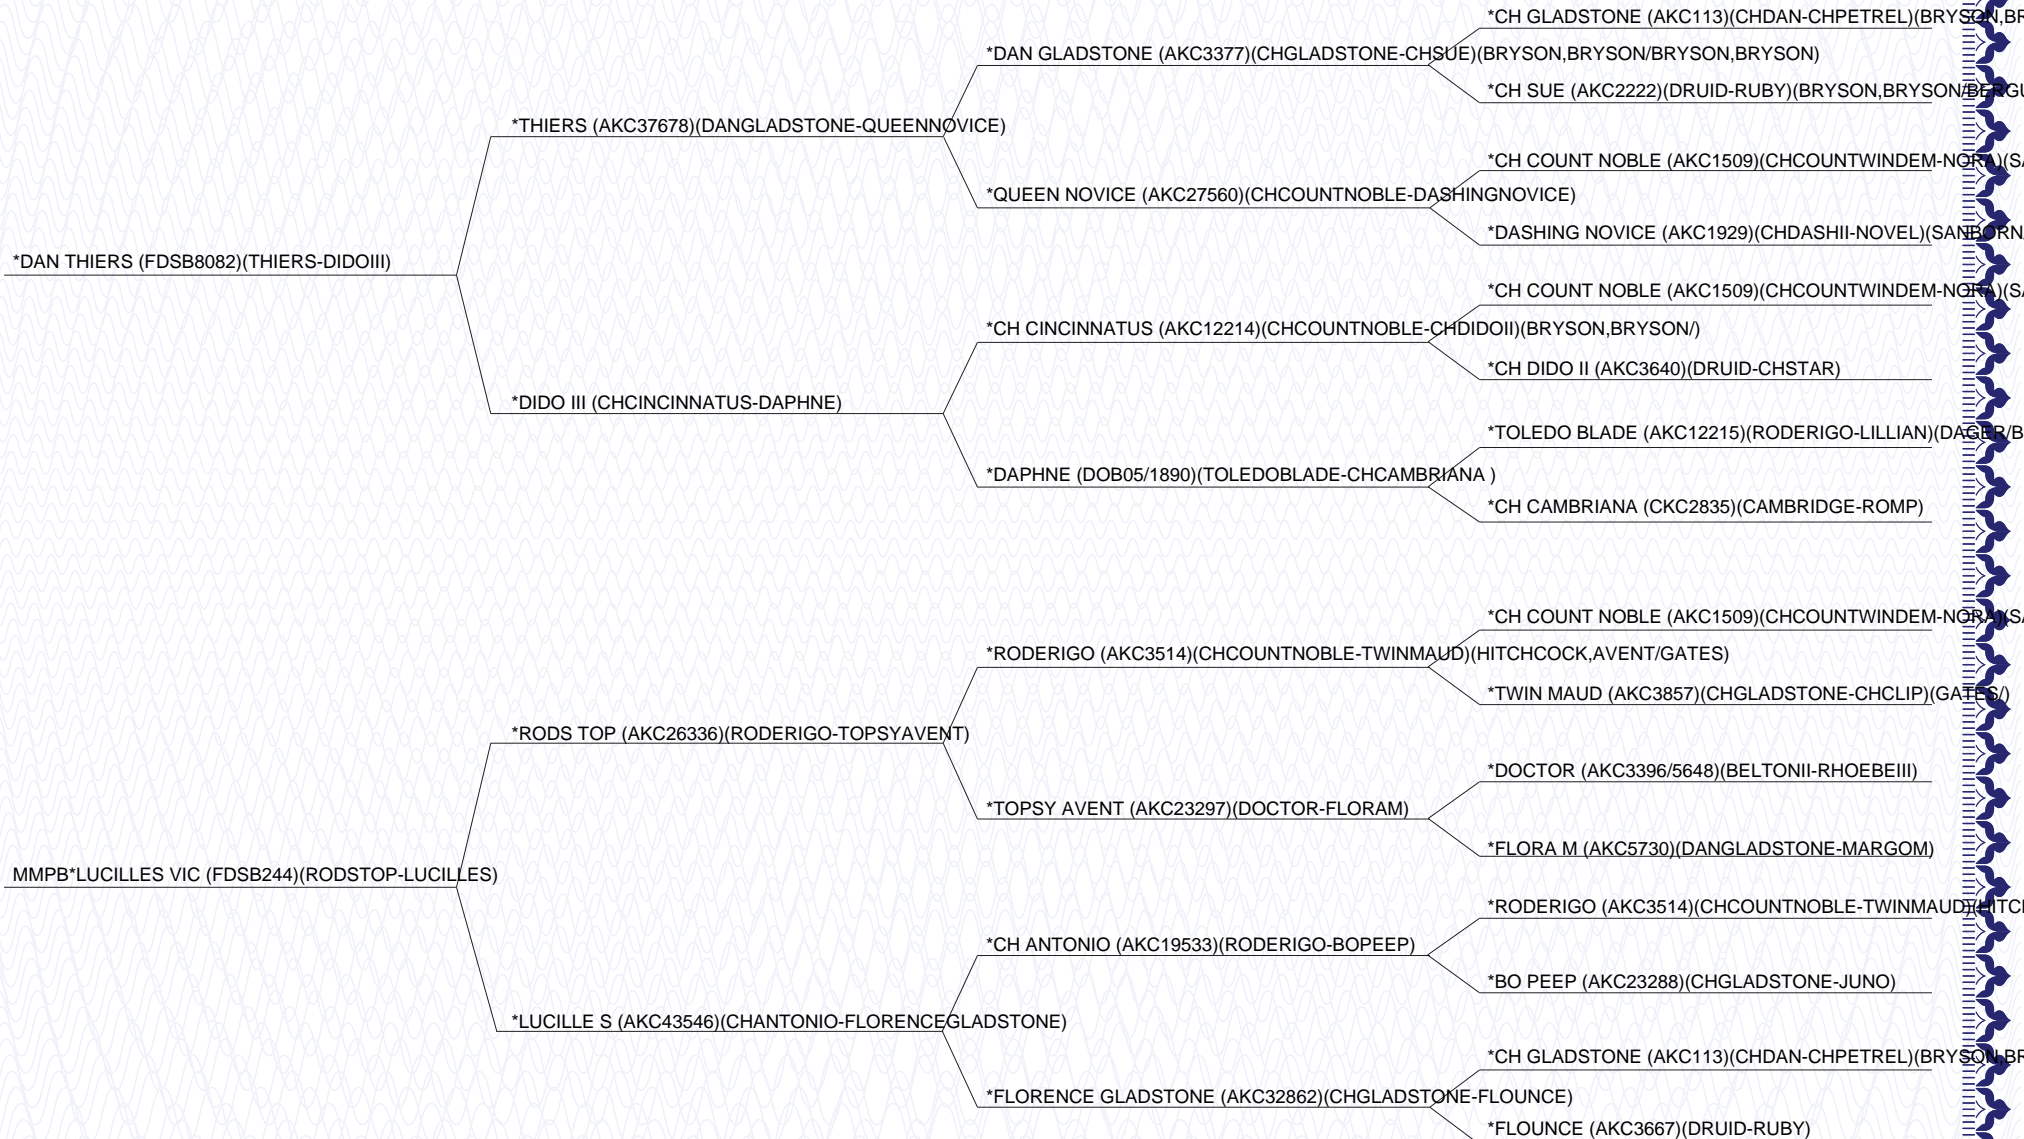 *CH GLADSTONE (AKC113)(CHDAN-CHPETREL)(BRYSON,BR
*DAN GLADSTONE (AKC3377)(CHGLADSTONE-CHSUE)(BRYSON,BRYSON/BRYSON,BRYSON)
*CH SUE (AKC2222)(DRUID-RUBY)(BRYSON,BRYSON/BERGU
*THIERS (AKC37678)(DANGLADSTONE-QUEENNOVICE)
*CH COUNT NOBLE (AKC1509)(CHCOUNTWINDEM-NORA)(SA
*QUEEN NOVICE (AKC27560)(CHCOUNTNOBLE-DASHINGNOVICE)
*DASHING NOVICE (AKC1929)(CHDASHII-NOVEL)(SANBORN
*DAN THIERS (FDSB8082)(THIERS-DIDOIII)
*CH COUNT NOBLE (AKC1509)(CHCOUNTWINDEM-NORA)(SA
*CH CINCINNATUS (AKC12214)(CHCOUNTNOBLE-CHDIDOII)(BRYSON,BRYSON/)
*CH DIDO II (AKC3640)(DRUID-CHSTAR)
*DIDO III (CHCINCINNATUS-DAPHNE)
*TOLEDO BLADE (AKC12215)(RODERIGO-LILLIAN)(DAGER/B
*DAPHNE (DOB05/1890)(TOLEDOBLADE-CHCAMBRIANA )
*CH CAMBRIANA (CKC2835)(CAMBRIDGE-ROMP)
*CH COUNT NOBLE (AKC1509)(CHCOUNTWINDEM-NORA)(SA
*RODERIGO (AKC3514)(CHCOUNTNOBLE-TWINMAUD)(HITCHCOCK,AVENT/GATES)
*TWIN MAUD (AKC3857)(CHGLADSTONE-CHCLIP)(GATES/)
*RODS TOP (AKC26336)(RODERIGO-TOPSYAVENT)
*DOCTOR (AKC3396/5648)(BELTONII-RHOEBEIII)
*TOPSY AVENT (AKC23297)(DOCTOR-FLORAM)
*FLORA M (AKC5730)(DANGLADSTONE-MARGOM)
MMPB*LUCILLES VIC (FDSB244)(RODSTOP-LUCILLES)
*RODERIGO (AKC3514)(CHCOUNTNOBLE-TWINMAUD)(HITCH
*CH ANTONIO (AKC19533)(RODERIGO-BOPEEP)
*BO PEEP (AKC23288)(CHGLADSTONE-JUNO)
*LUCILLE S (AKC43546)(CHANTONIO-FLORENCEGLADSTONE)
*CH GLADSTONE (AKC113)(CHDAN-CHPETREL)(BRYSON,BR
*FLORENCE GLADSTONE (AKC32862)(CHGLADSTONE-FLOUNCE)
*FLOUNCE (AKC3667)(DRUID-RUBY)